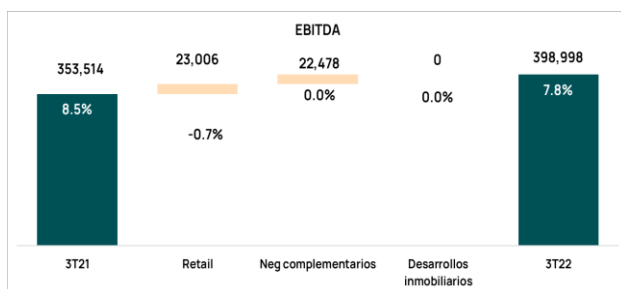 EBITDA
353,514
23,006
22,478
0
398,998
8.5%
-0.7%
0.0%
0.0%
7.8%
3T21
Retail
Neg complementarios
Desarrollos
inmobiliarios
3T22